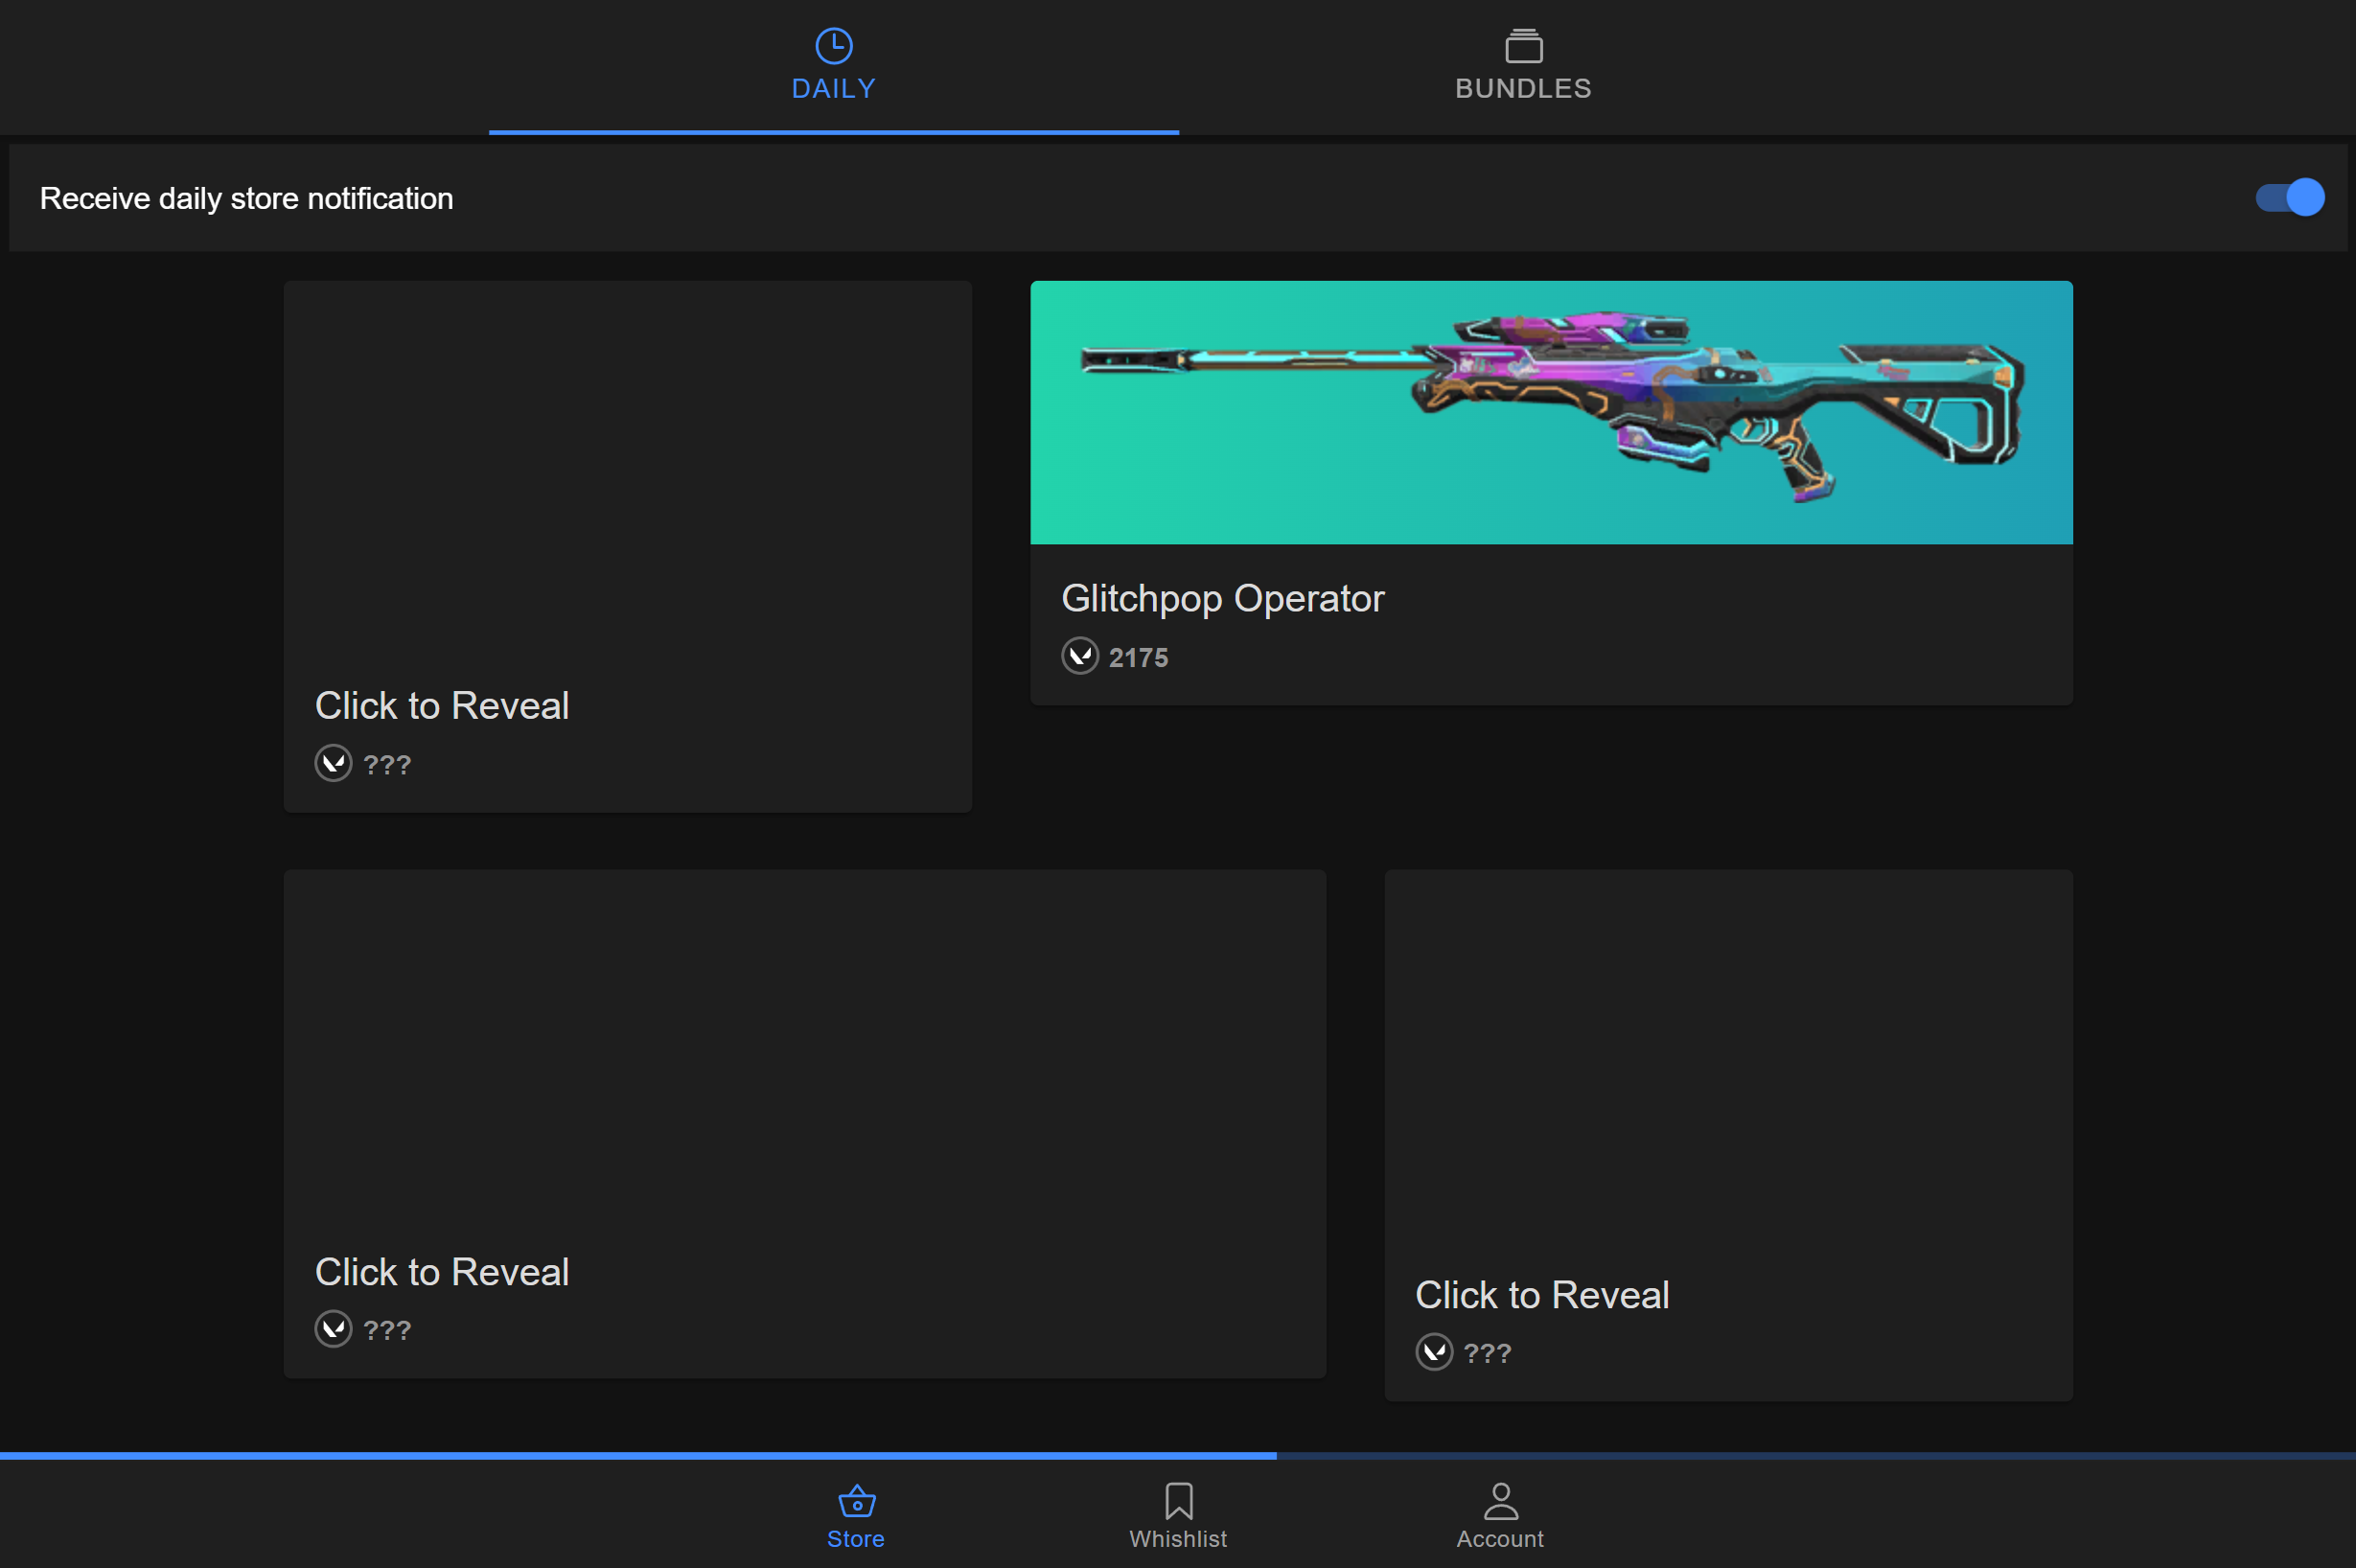 DAILY
BUNDLES
Receive daily store notification
Click to Reveal
???
Glitchpop Operator
2175
Click to Reveal
???
Click to Reveal
???
Store
Whishlist
Account